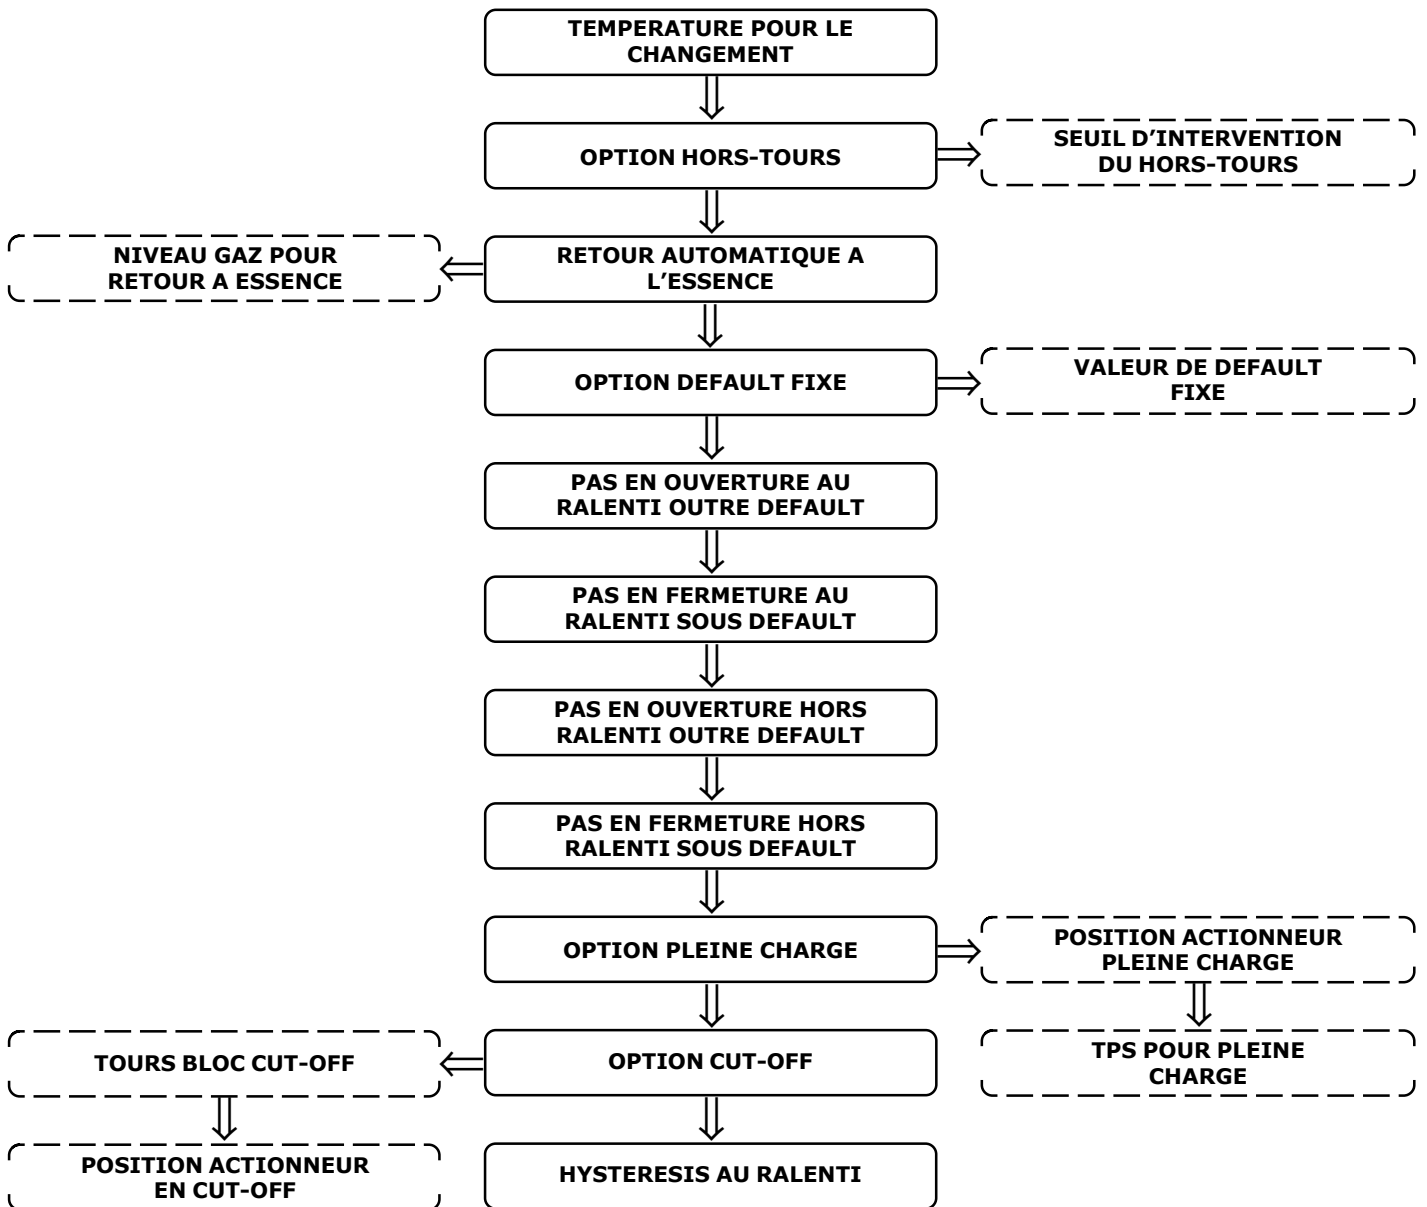 TEMPERATURE POUR LE
CHANGEMENT
OPTION HORS-TOURS
SEUIL D’INTERVENTION
DU HORS-TOURS
NIVEAU GAZ POUR
RETOUR A ESSENCE
RETOUR AUTOMATIQUE A
L’ESSENCE
OPTION DEFAULT FIXE
VALEUR DE DEFAULT
FIXE
PAS EN OUVERTURE AU
RALENTI OUTRE DEFAULT
PAS EN FERMETURE AU
RALENTI SOUS DEFAULT
PAS EN OUVERTURE HORS
RALENTI OUTRE DEFAULT
PAS EN FERMETURE HORS
RALENTI SOUS DEFAULT
OPTION PLEINE CHARGE
POSITION ACTIONNEUR
PLEINE CHARGE
TOURS BLOC CUT-OFF
OPTION CUT-OFF
TPS POUR PLEINE
CHARGE
POSITION ACTIONNEUR
EN CUT-OFF
HYSTERESIS AU RALENTI